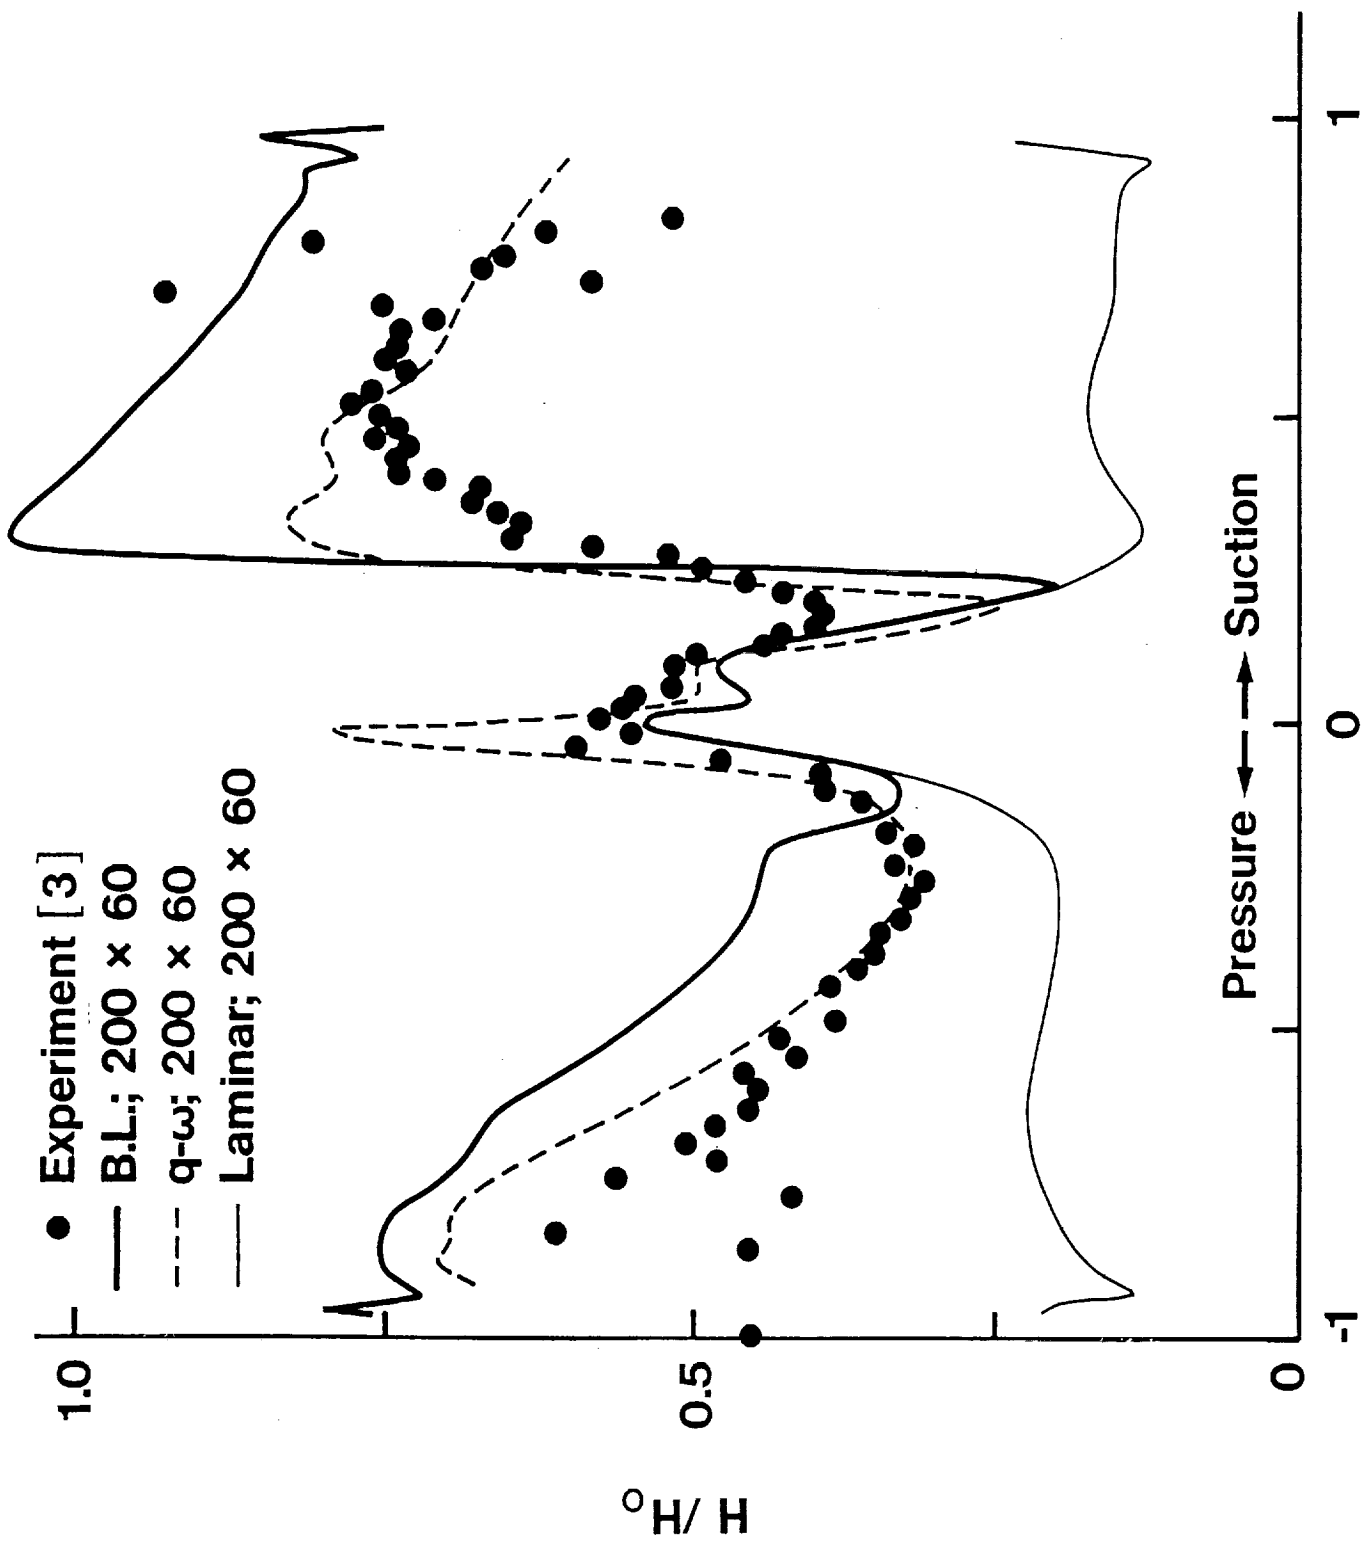 Experiment [3]
B.L.; 200 × 60
q-ω; 200 × 60
Laminar; 200 × 60
1.0
0.5
0
H/H₀
-1
0
1
Pressure ←→ Suction